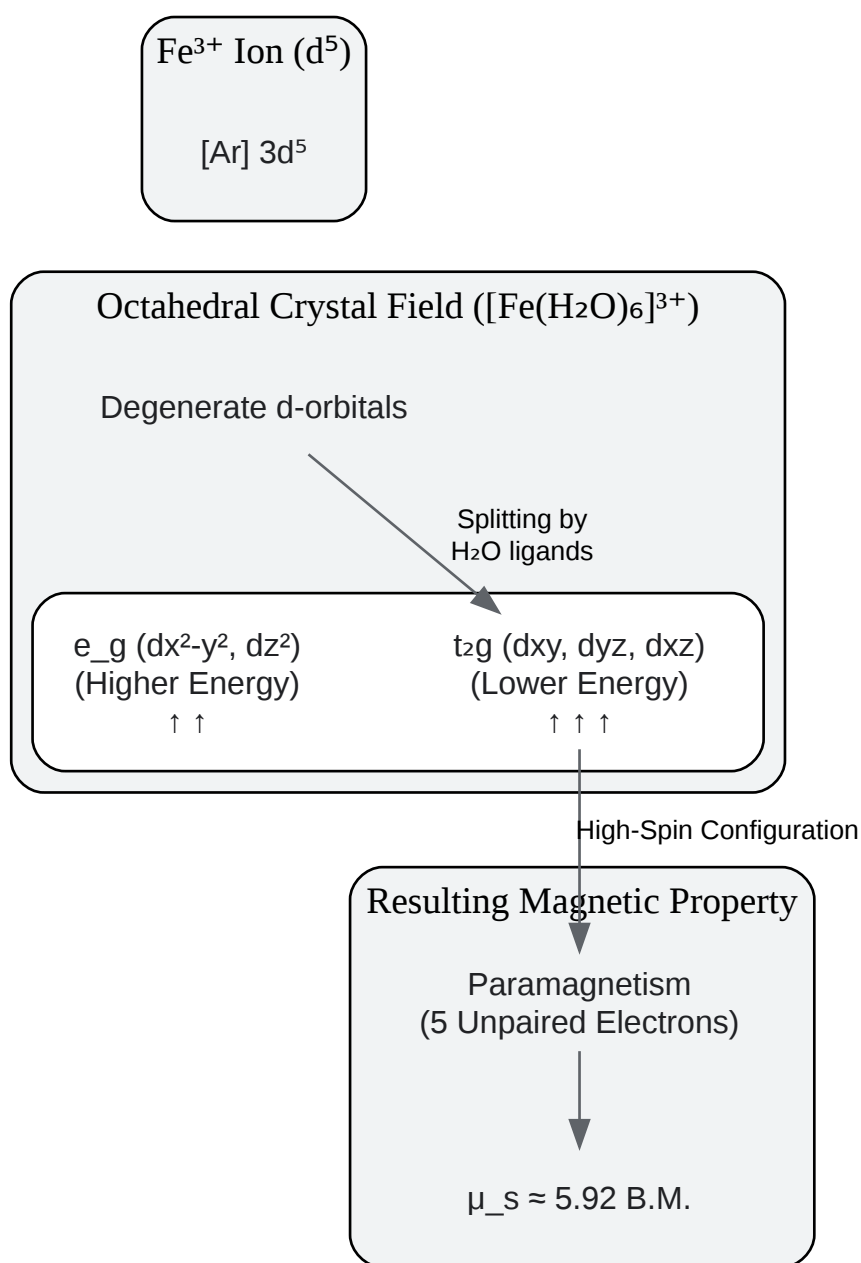 Fe³⁺ Ion (d⁵)
[Ar] 3d⁵
Octahedral Crystal Field ([Fe(H₂O)₆]³⁺)
Degenerate d-orbitals
Splitting by
H₂O ligands
e_g (dx²-y², dz²)
(Higher Energy)
↑ ↑
t₂g (dxy, dyz, dxz)
(Lower Energy)
↑ ↑ ↑
High-Spin Configuration
Resulting Magnetic Property
Paramagnetism
(5 Unpaired Electrons)
μ_s ≈ 5.92 B.M.